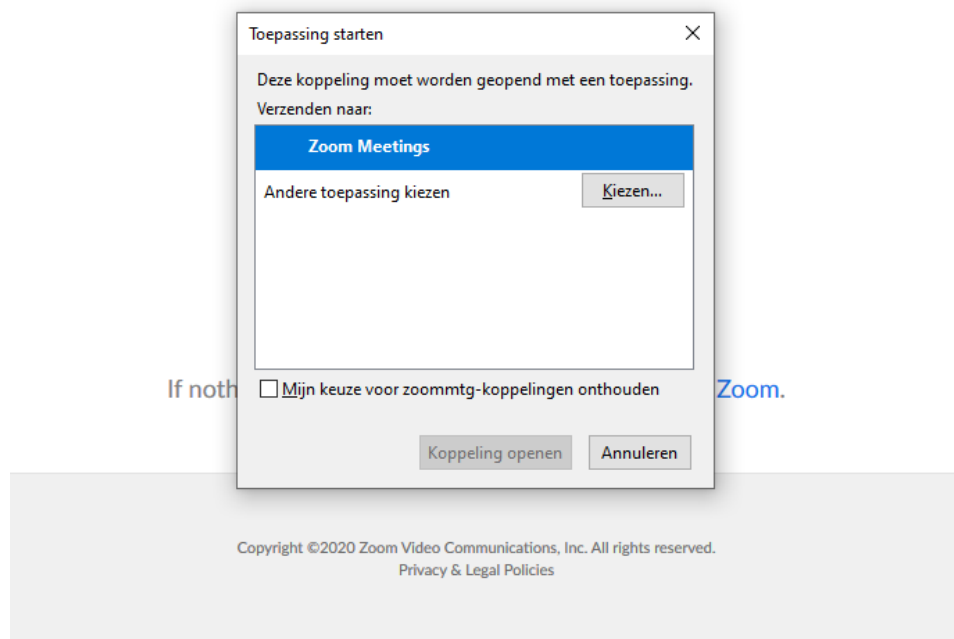 Toepassing starten
Deze koppeling moet worden geopend met een toepassing.
Verzenden naar:
Zoom Meetings
Andere toepassing kiezen
Kiezen...
If noth
Mijn keuze voor zoommtg-koppelingen onthouden
Zoom.
Koppeling openen
Annuleren
Copyright ©2020 Zoom Video Communications, Inc. All rights reserved.
Privacy & Legal Policies